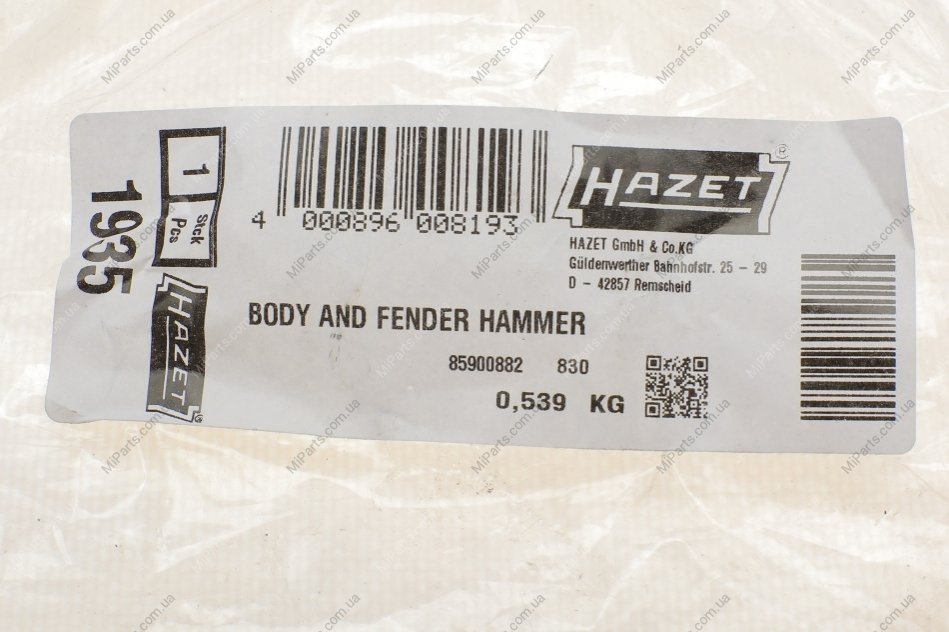 1935
1
Stck
Pcs
HAZET®
4 000896 008193
HAZET®
HAZET GmbH & Co.KG
Güldenwerther Bahnhofstr. 25 - 29
D - 42857 Remscheid
BODY AND FENDER HAMMER
85900882 830
0,539 KG
MiParts.com.ua